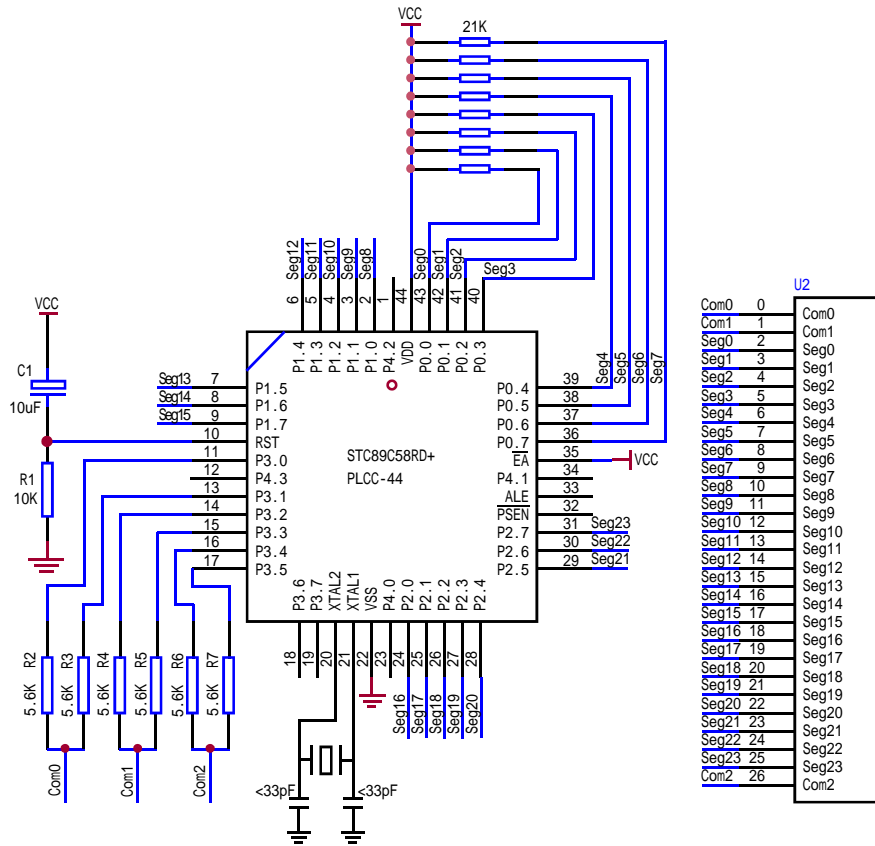 VCC
21K
Seg12
Seg11
Seg10
Seg9
Seg8
Seg0
Seg1
Seg2
Seg3
6
5
4
3
2
1
44
43
42
41
40
P1.4
P1.3
P1.2
P1.1
P1.0
P4.2
VDD
P0.0
P0.1
P0.2
P0.3
VCC
C1
10uF
R1
10K
Seg13 7 P1.5
Seg14 8 P1.6
Seg15 9 P1.7
10 RST
11 P3.0
12 P4.3
13 P3.1
14 P3.2
15 P3.3
16 P3.4
17 P3.5
STC89C58RD+
PLCC-44
P0.4 39
P0.5 38
P0.6 37
P0.7 36
EA 35 VCC
P4.1 34
ALE 33
PSEN 32
P2.7 31 Seg23
P2.6 30 Seg22
P2.5 29 Seg21
Seg4
Seg5
Seg6
Seg7
P3.6
P3.7
XTAL2
XTAL1
VSS
P4.0
P2.0
P2.1
P2.2
P2.3
P2.4
18
19
20
21
22
23
24
25
26
27
28
Seg16
Seg17
Seg18
Seg19
Seg20
5.6K R2
5.6K R3
5.6K R4
5.6K R5
5.6K R6
5.6K R7
Com0
Com1
Com2
<33pF
<33pF
U2
Com0 0 Com0
Com1 1 Com1
Seg0 2 Seg0
Seg1 3 Seg1
Seg2 4 Seg2
Seg3 5 Seg3
Seg4 6 Seg4
Seg5 7 Seg5
Seg6 8 Seg6
Seg7 9 Seg7
Seg8 10 Seg8
Seg9 11 Seg9
Seg10 12 Seg10
Seg11 13 Seg11
Seg12 14 Seg12
Seg13 15 Seg13
Seg14 16 Seg14
Seg15 17 Seg15
Seg16 18 Seg16
Seg17 19 Seg17
Seg18 20 Seg18
Seg19 21 Seg19
Seg20 22 Seg20
Seg21 23 Seg21
Seg22 24 Seg22
Seg23 25 Seg23
Com2 26 Com2